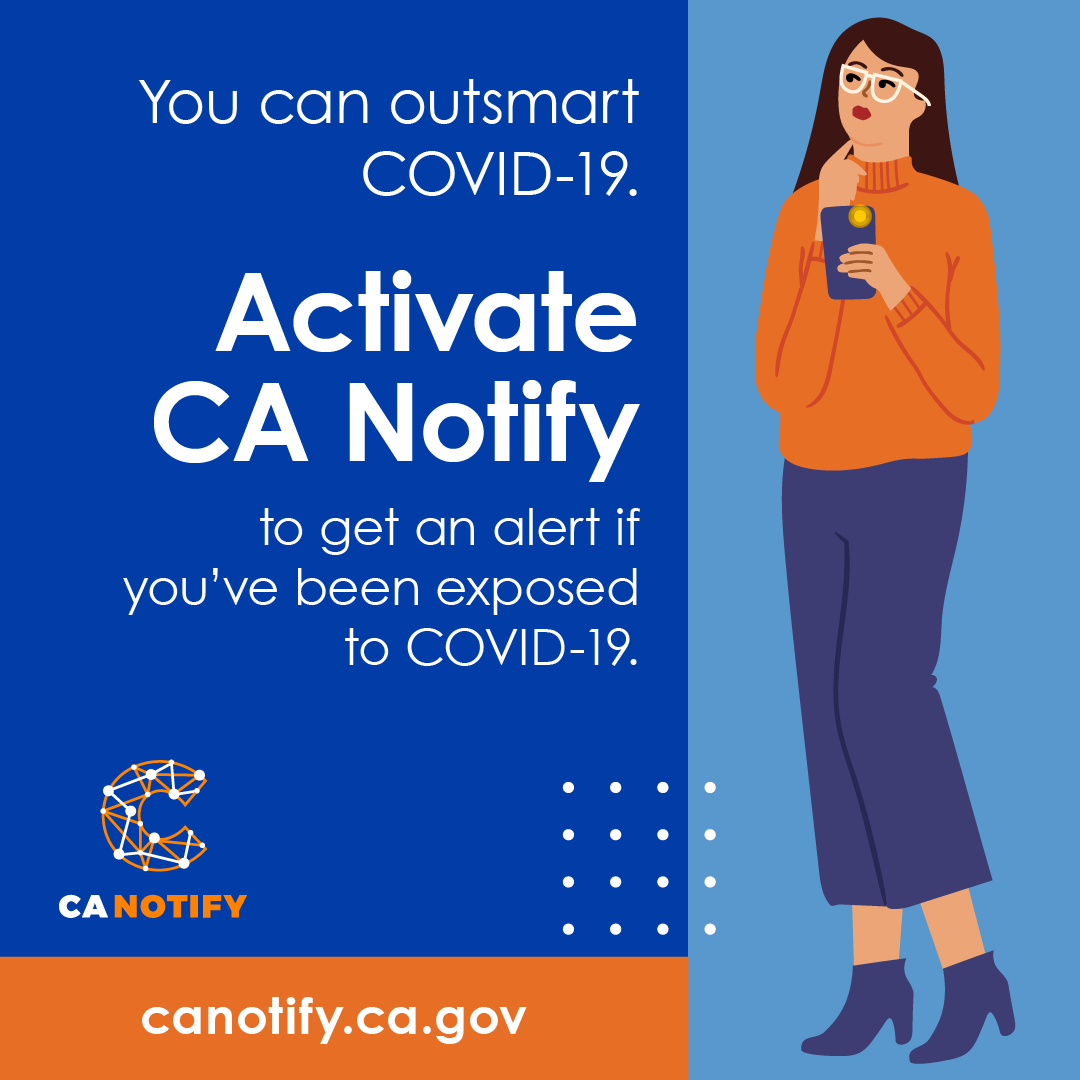 You can outsmart
COVID-19.
Activate
CA Notify
to get an alert if
you’ve been exposed
to COVID-19.
CA NOTIFY
canotify.ca.gov